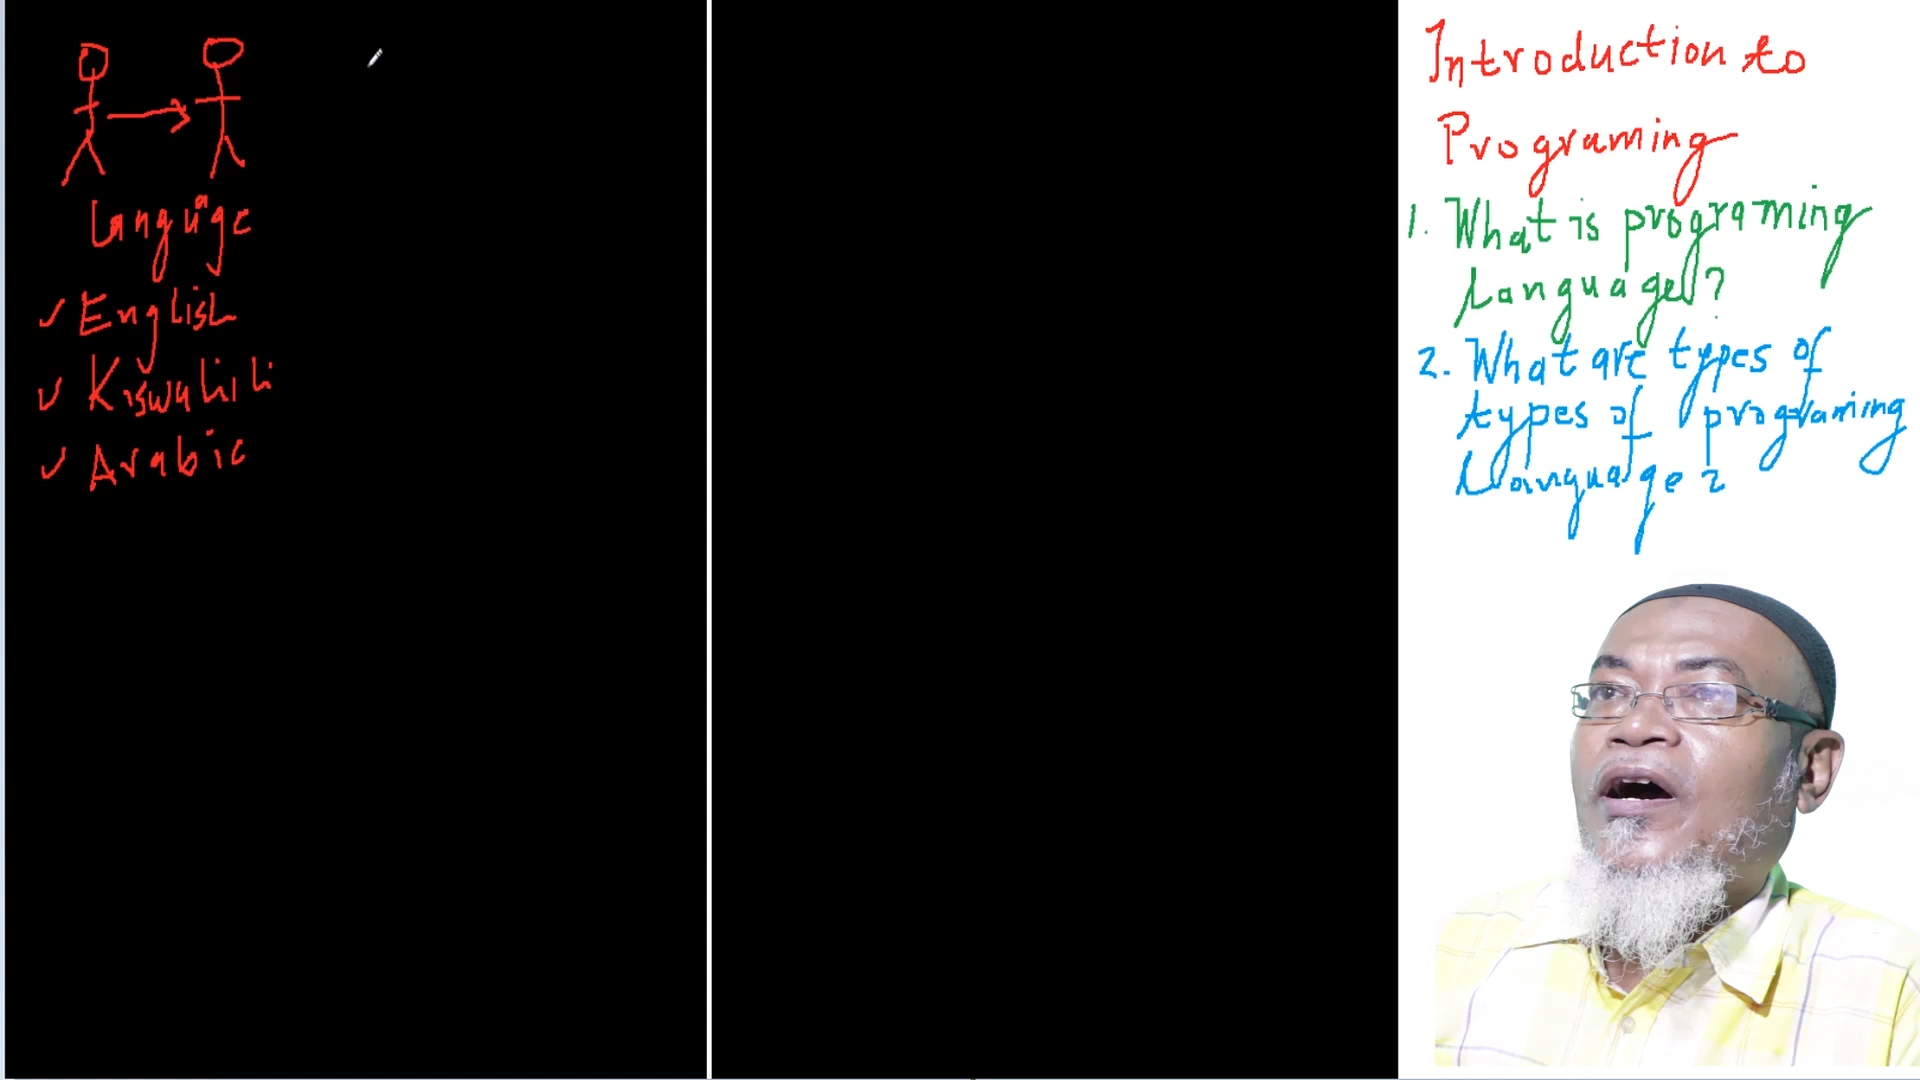 Language
✓ English
✓ Kiswahili
✓ Arabic
Introduction to
Programing
1. What is programing
Language?
2. What are types of
types of programing
Language?